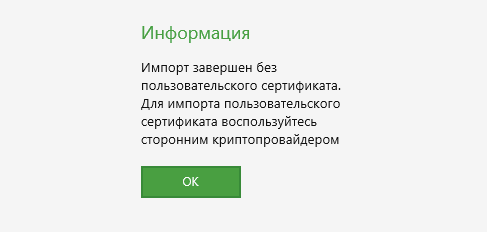 Информация
Импорт завершен без
пользовательского сертификата.
Для импорта пользовательского
сертификата воспользуйтесь
сторонним криптопровайдером
OK